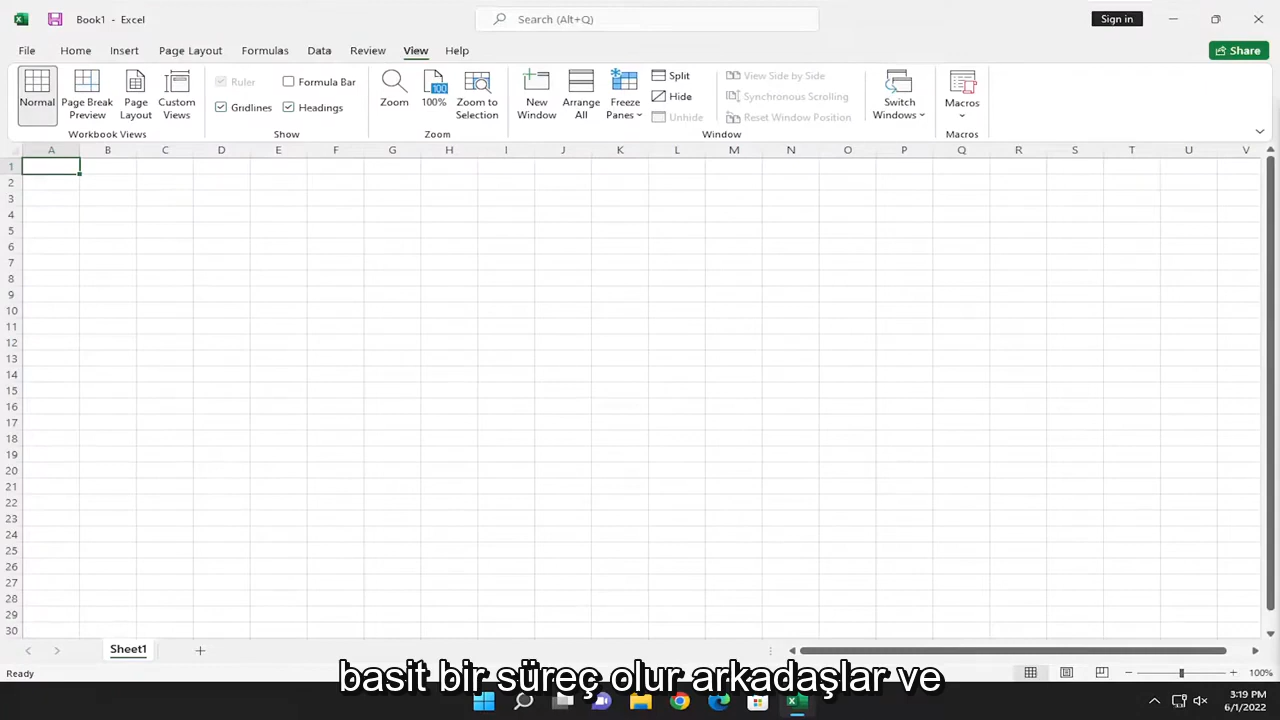 Book1 - Excel
Search (Alt+Q)
Sign in
File Home Insert Page Layout Formulas Data Review View Help
Share
Normal
Page Break Preview
Page Layout
Custom Views
Workbook Views
Ruler
Formula Bar
Gridlines
Headings
Show
Zoom
100
100%
Zoom to Selection
Zoom
New Window
Arrange All
Freeze Panes
Split
Hide
Unhide
View Side by Side
Synchronous Scrolling
Reset Window Position
Window
Switch Windows
Macros
Macros
A B C D E F G H I J K L M N O P Q R S T U V
1
2
3
4
5
6
7
8
9
10
11
12
13
14
15
16
17
18
19
20
21
22
23
24
25
26
27
28
29
30
Sheet1
Ready
100%
basit bir süreç olur arkadaşlar ve
3:19 PM
6/1/2022